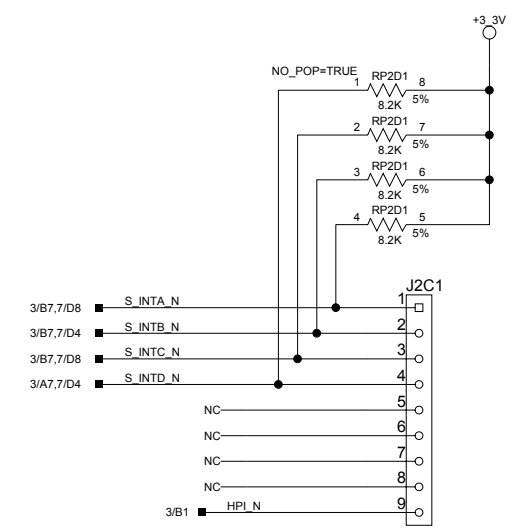 +3_3V
NO_POP=TRUE
1 RP2D1 8
8.2K 5%
2 RP2D1 7
8.2K 5%
3 RP2D1 6
8.2K 5%
4 RP2D1 5
8.2K 5%
J2C1
3/B7,7/D8 S_INTA_N 1
3/B7,7/D4 S_INTB_N 2
3/B7,7/D8 S_INTC_N 3
3/A7,7/D4 S_INTD_N 4
NC 5
NC 6
NC 7
NC 8
3/B1 HPI_N 9